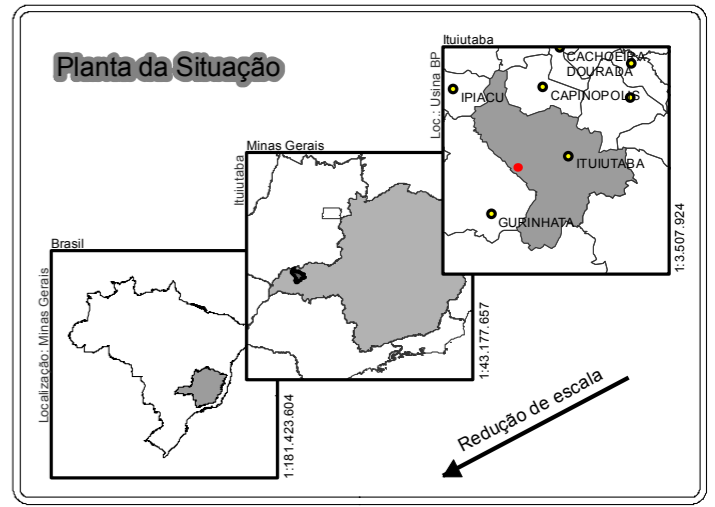 Planta da Situação
Ituiutaba
Loc.: Usina BP
CACHOEIRA
DOURADA
IPIACU
CAPINOPOLIS
ITUIUTABA
GURINHATA
1:3.507.924
Minas Gerais
Ituiutaba
1:43.177.657
Brasil
Localização: Minas Gerais
1:181.423.604
Redução de escala